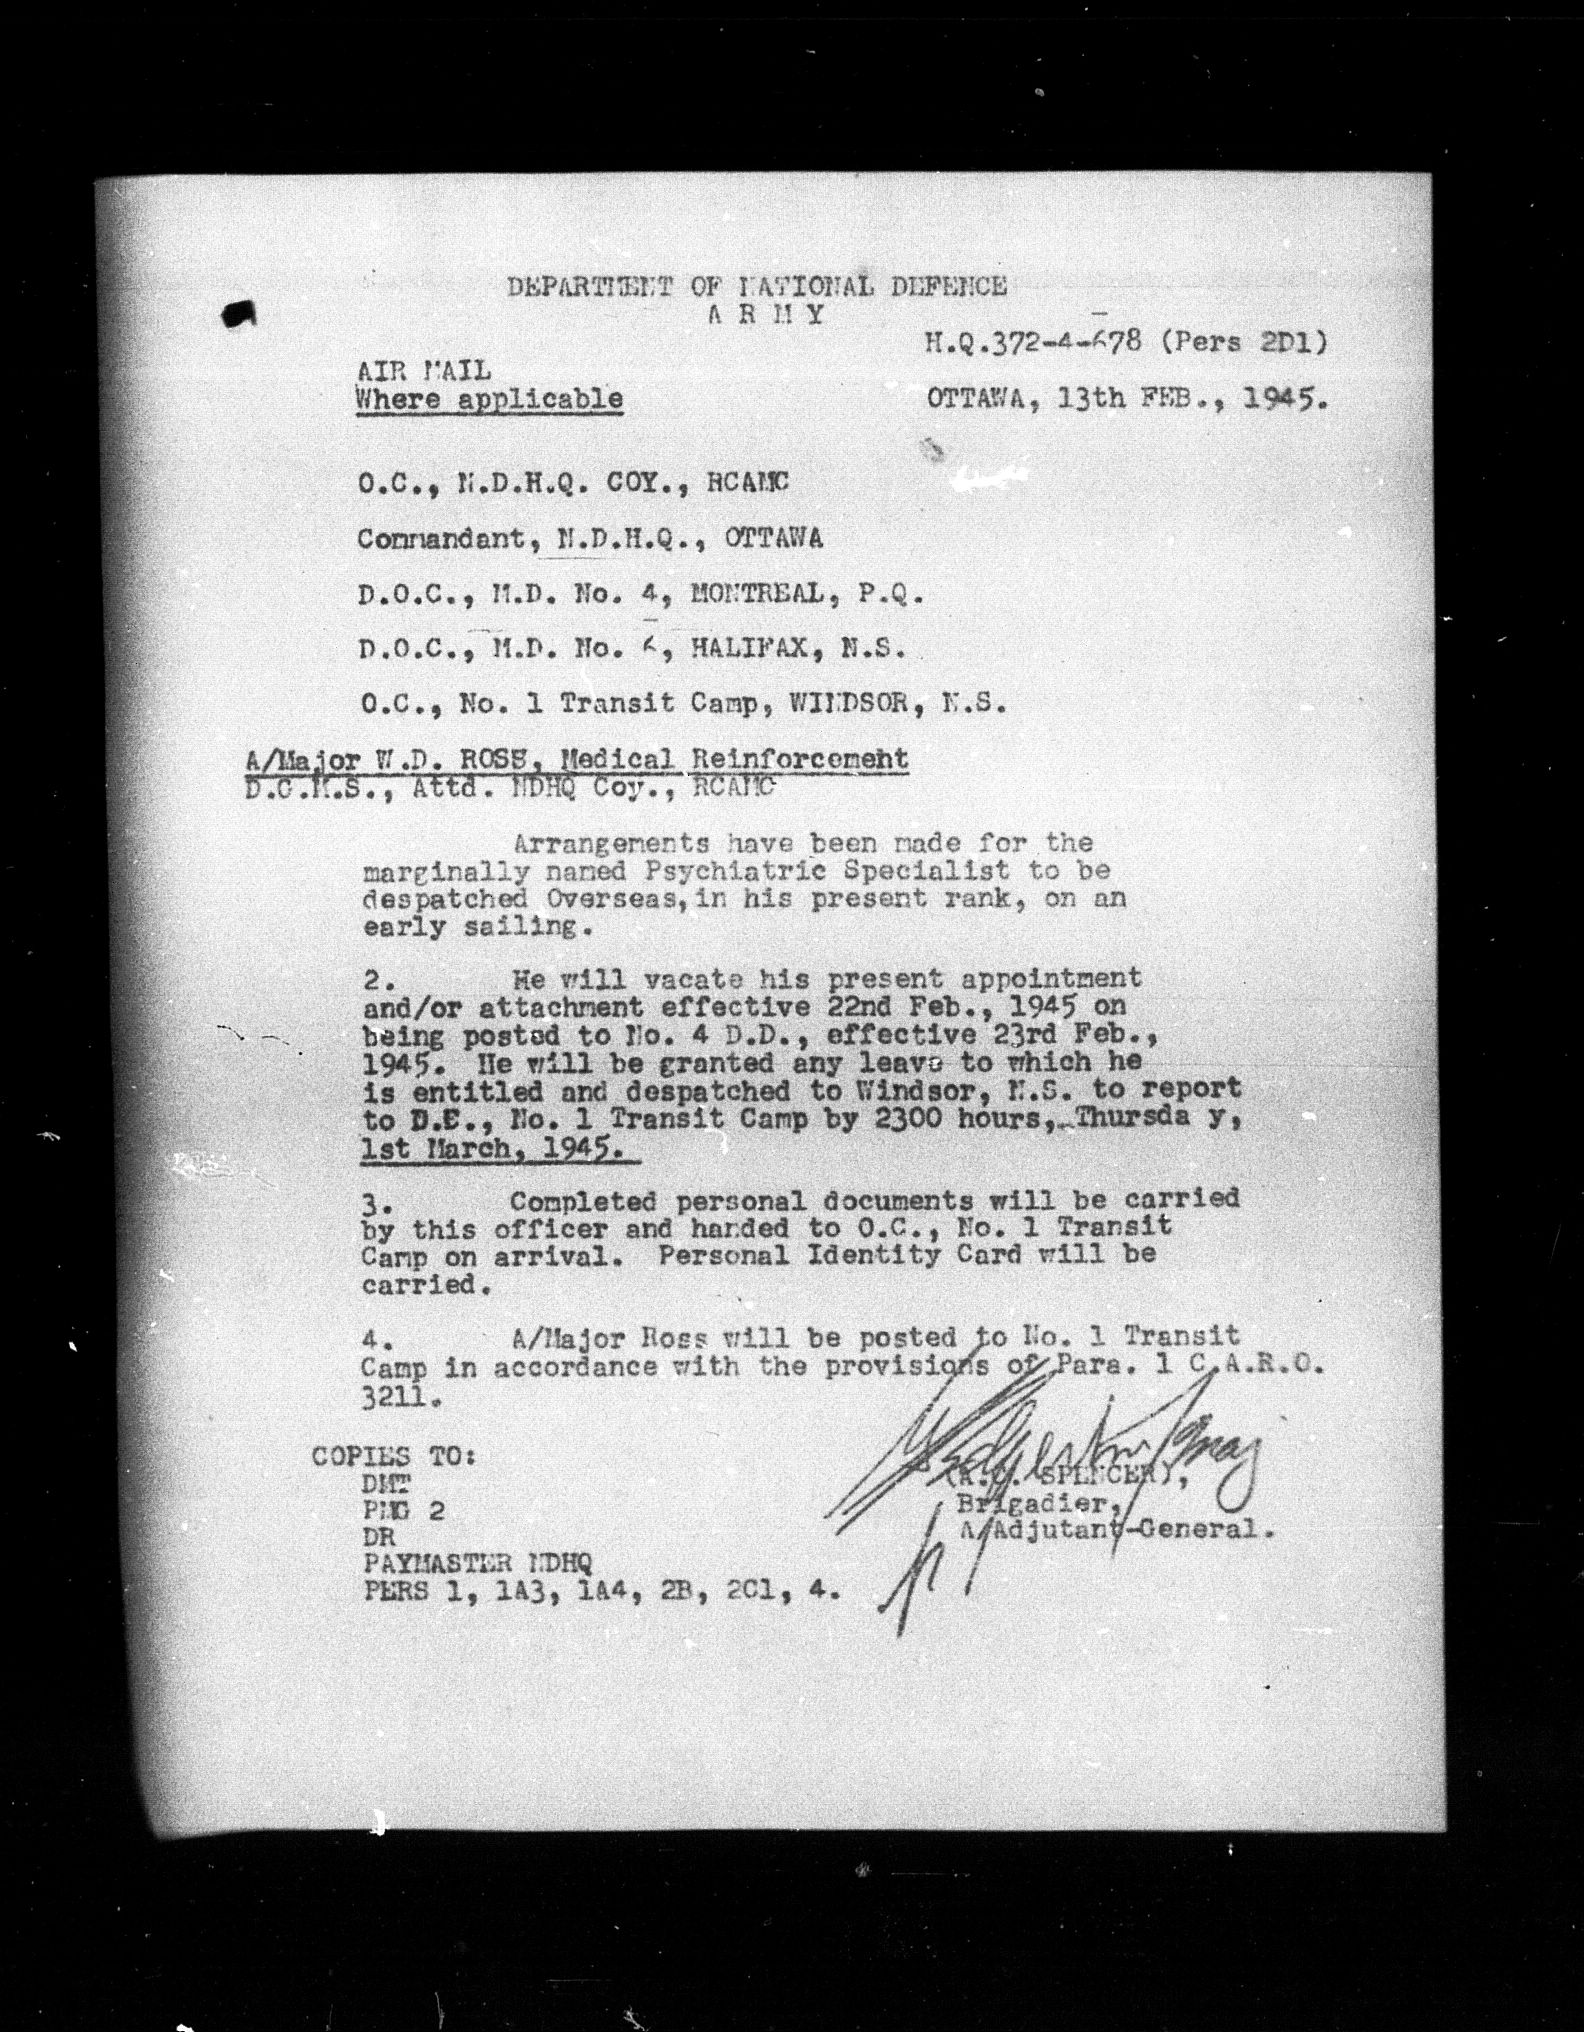 DEPARTMENT OF NATIONAL DEFENCE
A R M Y
H.Q.372-4-678 (Pers 2D1)
AIR MAIL
Where applicable
OTTAWA, 13th FEB., 1945.
O.C., N.D.H.Q. COY., RCAMC
Commandant, N.D.H.Q., OTTAWA
D.O.C., M.D. No. 4, MONTREAL, P.Q.
D.O.C., M.D. No. 6, HALIFAX, N.S.
O.C., No. 1 Transit Camp, WINDSOR, N.S.
A/Major W.D. ROSS, Medical Reinforcement
D.G.M.S., Attd. NDHQ Coy., RCAMC
Arrangements have been made for the
marginally named Psychiatric Specialist to be
despatched Overseas, in his present rank, on an
early sailing.
2. He will vacate his present appointment
and/or attachment effective 22nd Feb., 1945 on
being posted to No. 4 D.D., effective 23rd Feb.,
1945. He will be granted any leave to which he
is entitled and despatched to Windsor, N.S. to report
to D.E., No. 1 Transit Camp by 2300 hours, Thursda y,
1st March, 1945.
3. Completed personal documents will be carried
by this officer and handed to O.C., No. 1 Transit
Camp on arrival. Personal Identity Card will be
carried.
4. A/Major Ross will be posted to No. 1 Transit
Camp in accordance with the provisions of Para. 1 C.A.R.O.
3211.
COPIES TO:
DMT
PMG 2
DR
PAYMASTER NDHQ
PERS 1, 1A3, 1A4, 2B, 2C1, 4.
(A.C. SPENCER),
Brigadier,
A/Adjutant-General.